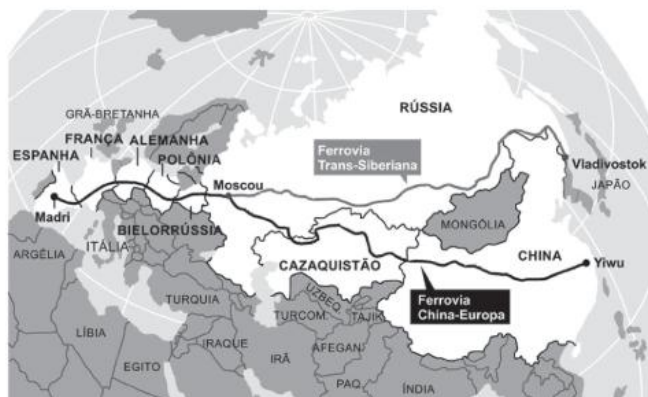 GRÃ-BRETANHA
FRANÇA
ALEMANHA
ESPANHA
POLÔNIA
RÚSSIA
Ferrovia
Trans-Siberiana
Moscou
Vladivostok
JAPÃO
Madri
BIELORRÚSSIA
MONGÓLIA
ITÁLIA
ARGÉLIA
CAZAQUISTÃO
CHINA
Yiwu
Ferrovia
China-Europa
TURQUIA
UZBEQ.
TURCOM.
TAJIK.
LÍBIA
EGITO
IRAQUE
IRÃ
AFEGAN.
PAQ.
ÍNDIA